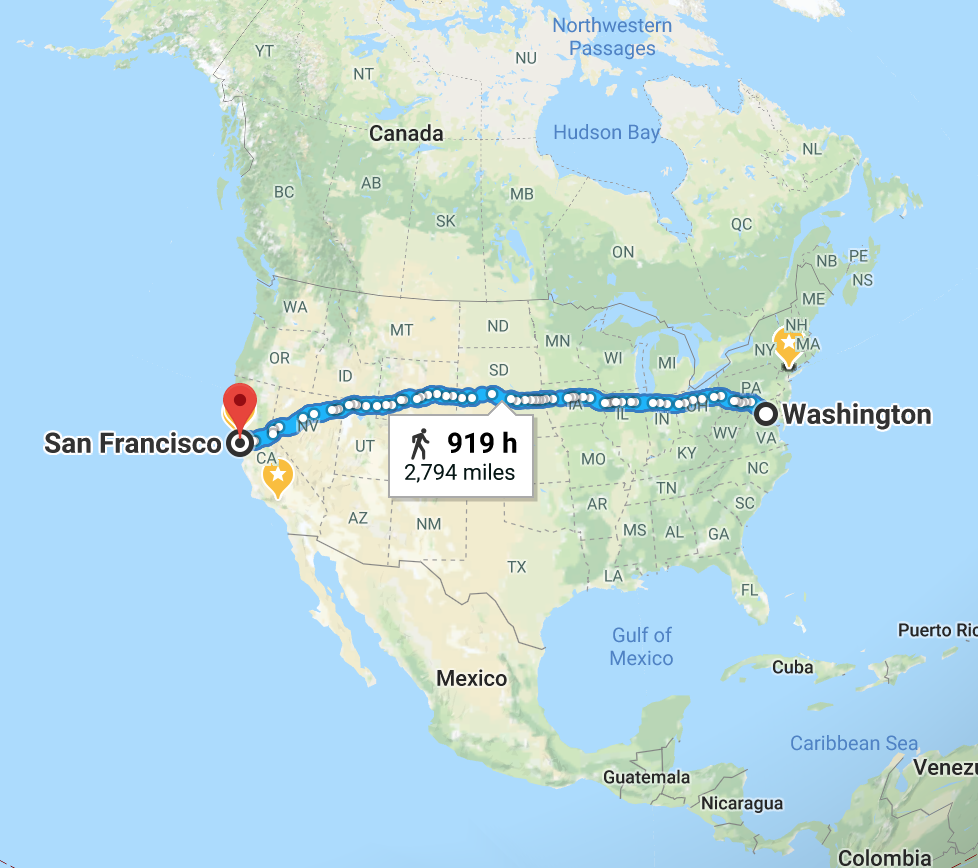 Northwestern
Passages
YT
NT
NU
Canada
Hudson Bay
NL
BC
AB
SK
MB
ON
QC
NB
PE
NS
ME
WA
MT
ND
MN
WI
MI
NH
NY
MA
OR
ID
SD
PA
San Francisco
NV
IA
IL
IN
OH
Washington
CA
UT
919 h
2,794 miles
MO
KY
WV
VA
AZ
NM
AR
TN
NC
SC
MS
AL
GA
TX
LA
FL
Gulf of
Mexico
Puerto Ric
Mexico
Cuba
Caribbean Sea
Guatemala
Venezu
Nicaragua
Colombia